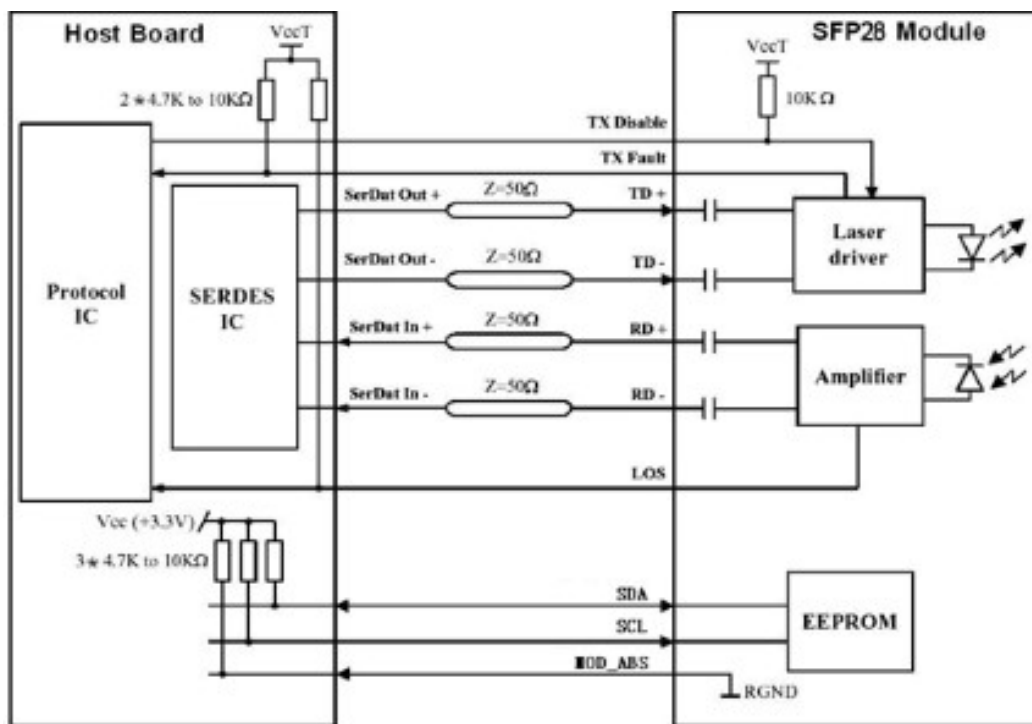 Host Board
SFP28 Module
VccT
VccT
2*4.7K to 10KΩ
10K Ω
TX Disable
TX Fault
SerDat Out +
Z=50Ω
TD +
SerDat Out -
Z=50Ω
TD -
Laser
driver
Protocol
IC
SERDES
IC
SerDat In +
Z=50Ω
RD +
SerDat In -
Z=50Ω
RD -
Amplifier
LOS
Vcc (+3.3V)
3* 4.7K to 10KΩ
SDA
SCL
MOD_ABS
EEPROM
RGND